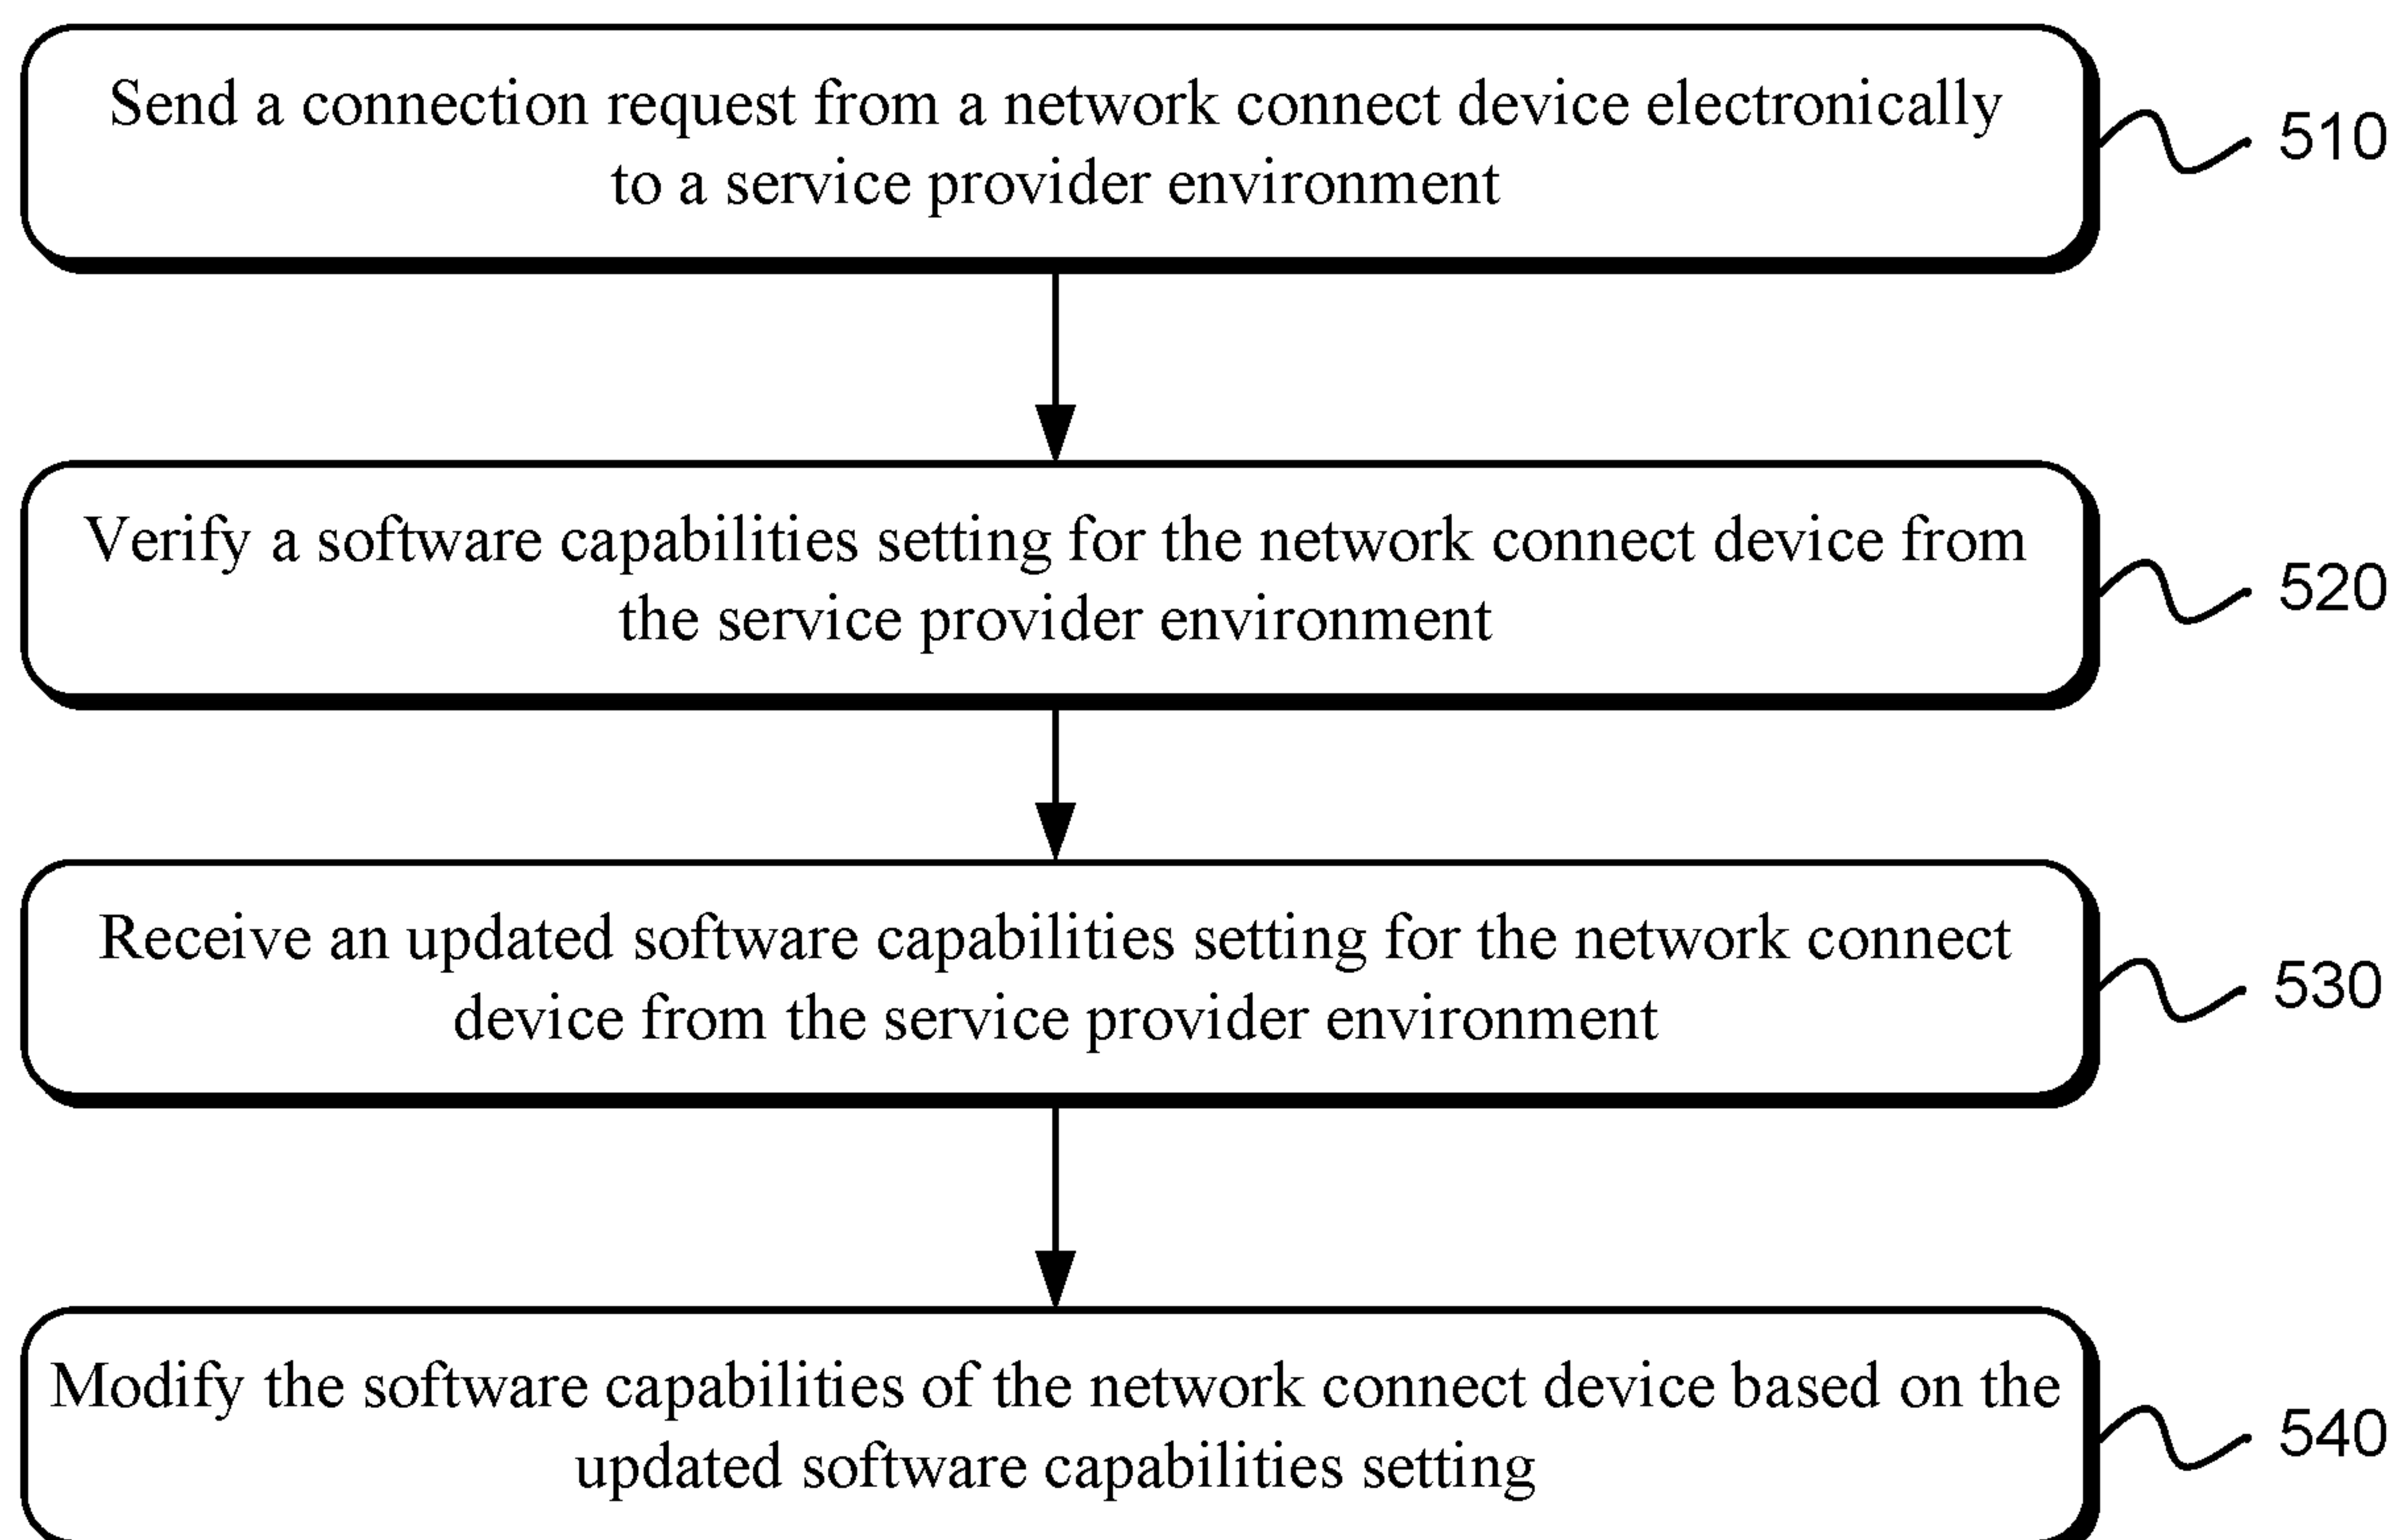 Send a connection request from a network connect device electronically
to a service provider environment
510
Verify a software capabilities setting for the network connect device from
the service provider environment
520
Receive an updated software capabilities setting for the network connect
device from the service provider environment
530
Modify the software capabilities of the network connect device based on the
updated software capabilities setting
540